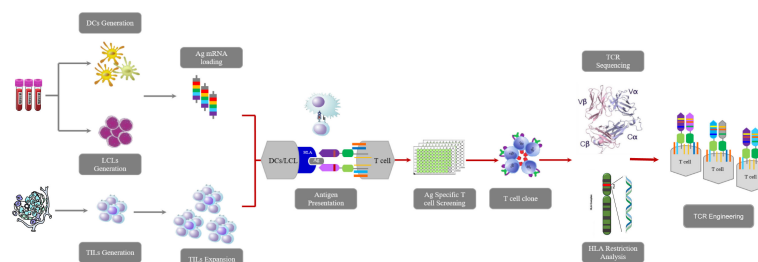 DCs Generation
Ag mRNA
loading
LCLs
Generation
TILs Generation
TILs Expansion
DCs/LCL
HLA
Ag
T cell
Antigen
Presentation
Ag Specific T
cell Screening
T cell clone
TCR
Sequencing
Vβ
Vα
Cβ
Cα
HLA Restriction
Analysis
T cell
T cell
T cell
TCR Engineering